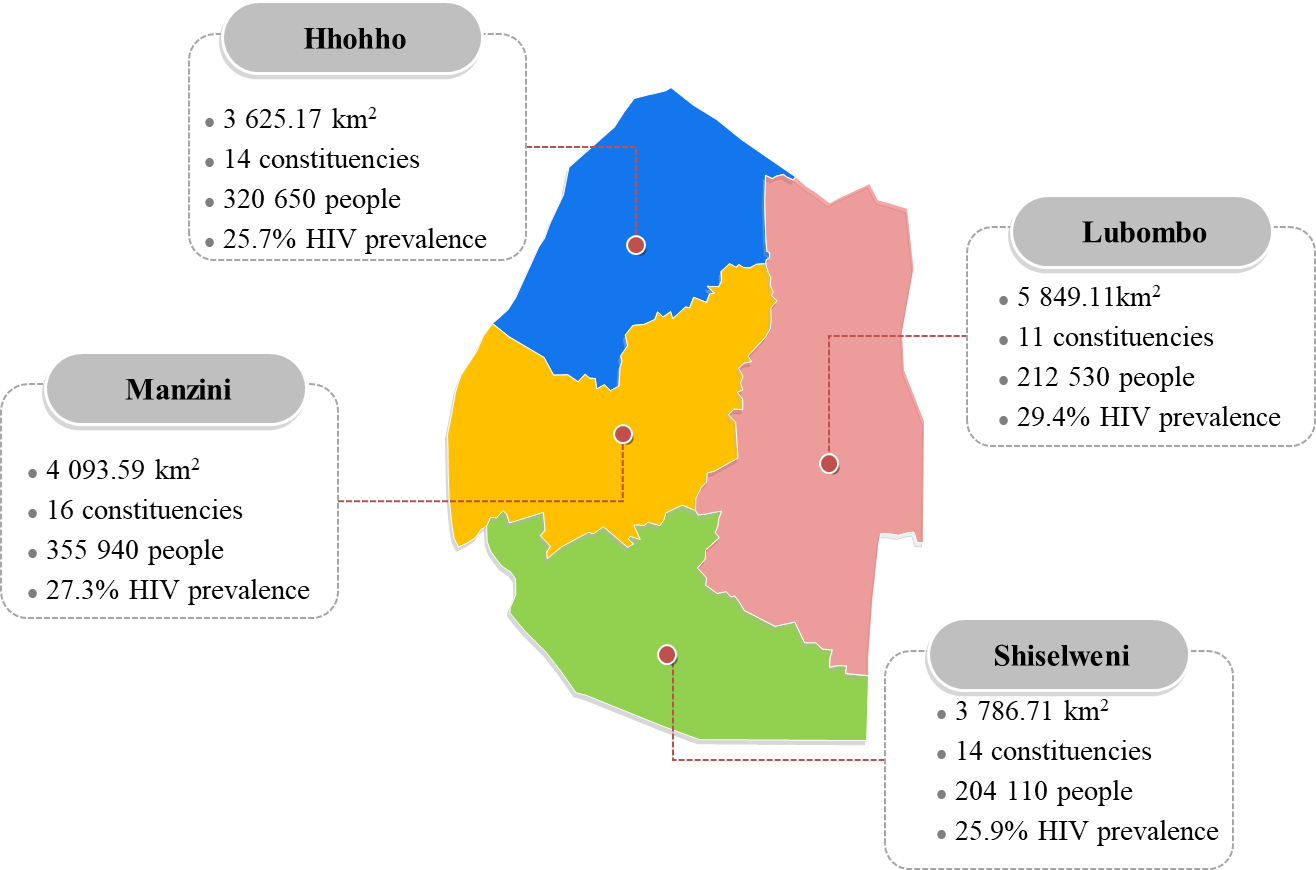 Hhohho
• 3 625.17 km²
• 14 constituencies
• 320 650 people
• 25.7% HIV prevalence
Lubombo
• 5 849.11km²
• 11 constituencies
• 212 530 people
• 29.4% HIV prevalence
Manzini
• 4 093.59 km²
• 16 constituencies
• 355 940 people
• 27.3% HIV prevalence
Shiselweni
• 3 786.71 km²
• 14 constituencies
• 204 110 people
• 25.9% HIV prevalence